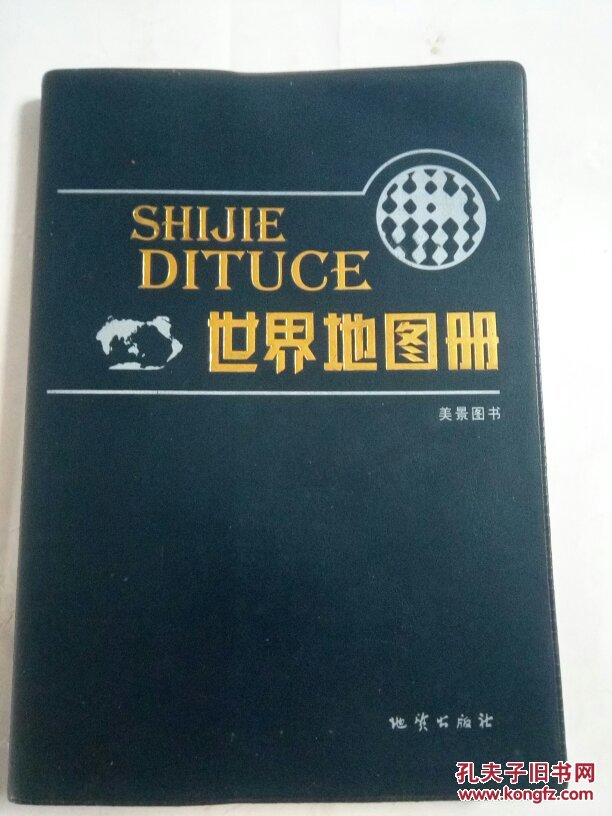 SHIJIE
DITUCE
世界地图册
美景图书
地质出版社
孔夫子旧书网
www.kongfz.com